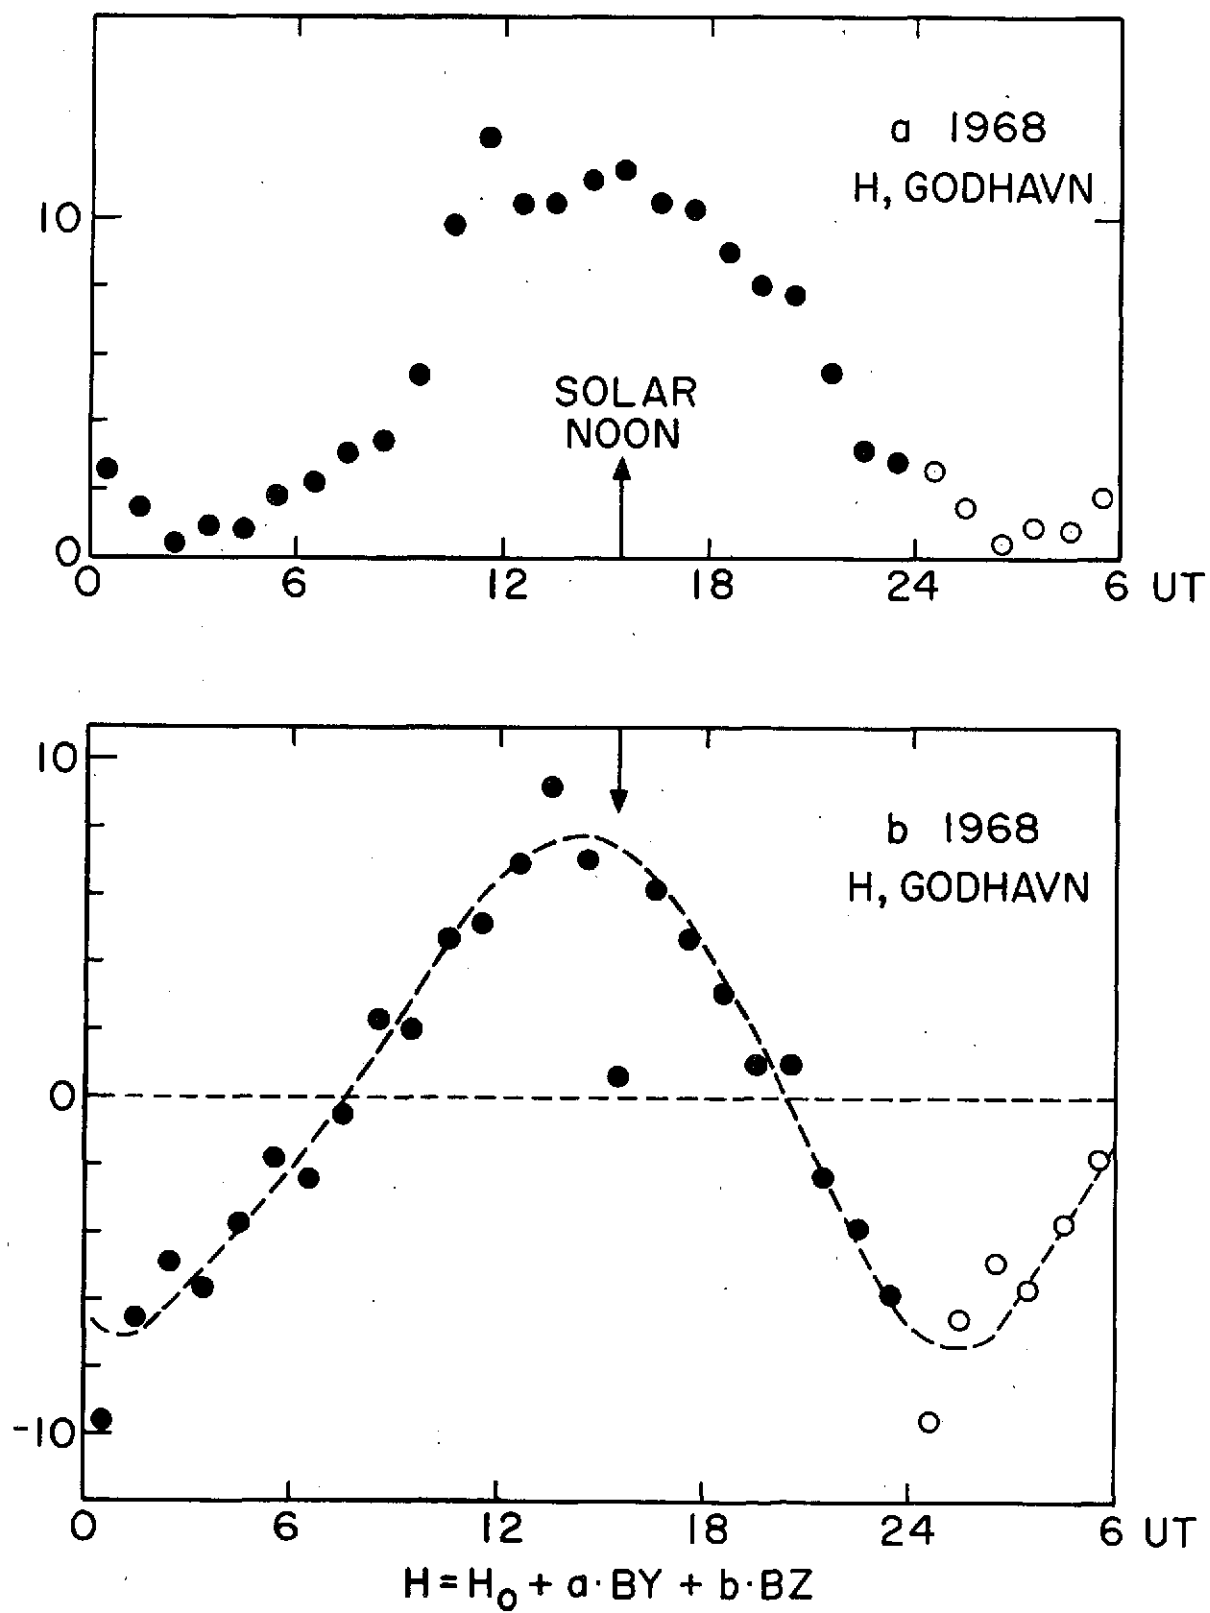 a 1968
H, GODHAVN
10
SOLAR
NOON
0
0 6 12 18 24 6 UT
10
b 1968
H, GODHAVN
0
-10
0 6 12 18 24 6 UT
H = H₀ + a·BY + b·BZ